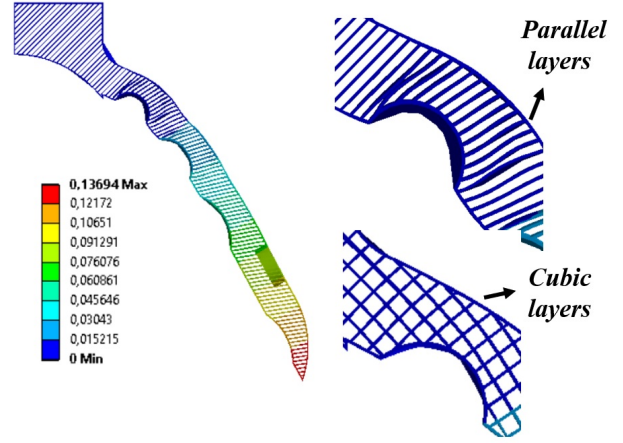 Parallel
layers
0,13694 Max
0,12172
0,10651
0,091291
0,076076
0,060861
0,045646
0,03043
0,015215
0 Min
Cubic
layers